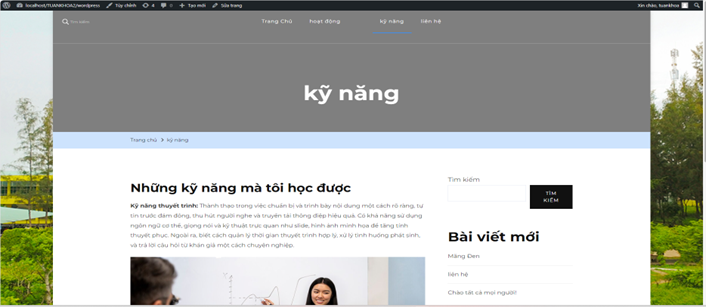 localhost/TUANKHOA2/wordpress Tùy chỉnh 4 0 Tạo mới Sửa trang Xin chào, tuankhoa
Trang Chủ hoạt động kỹ năng liên hệ
kỹ năng
Trang chủ kỹ năng
Những kỹ năng mà tôi học được
Kỹ năng thuyết trình: Thành thạo trong việc chuẩn bị và trình bày nội dung một cách rõ ràng, tự
tin trước đám đông, thu hút người nghe và truyền tải thông điệp hiệu quả. Có khả năng sử dụng
ngôn ngữ cơ thể, giọng nói và kỹ thuật trực quan như slide, hình ảnh minh họa để tăng tính
thuyết phục. Ngoài ra, biết cách quản lý thời gian thuyết trình hợp lý, xử lý tình huống phát sinh,
và trả lời câu hỏi từ khán giả một cách chuyên nghiệp.
Tìm kiếm
TÌM
KIẾM
Bài viết mới
Măng Đen
liên hệ
Chào tất cả mọi người!